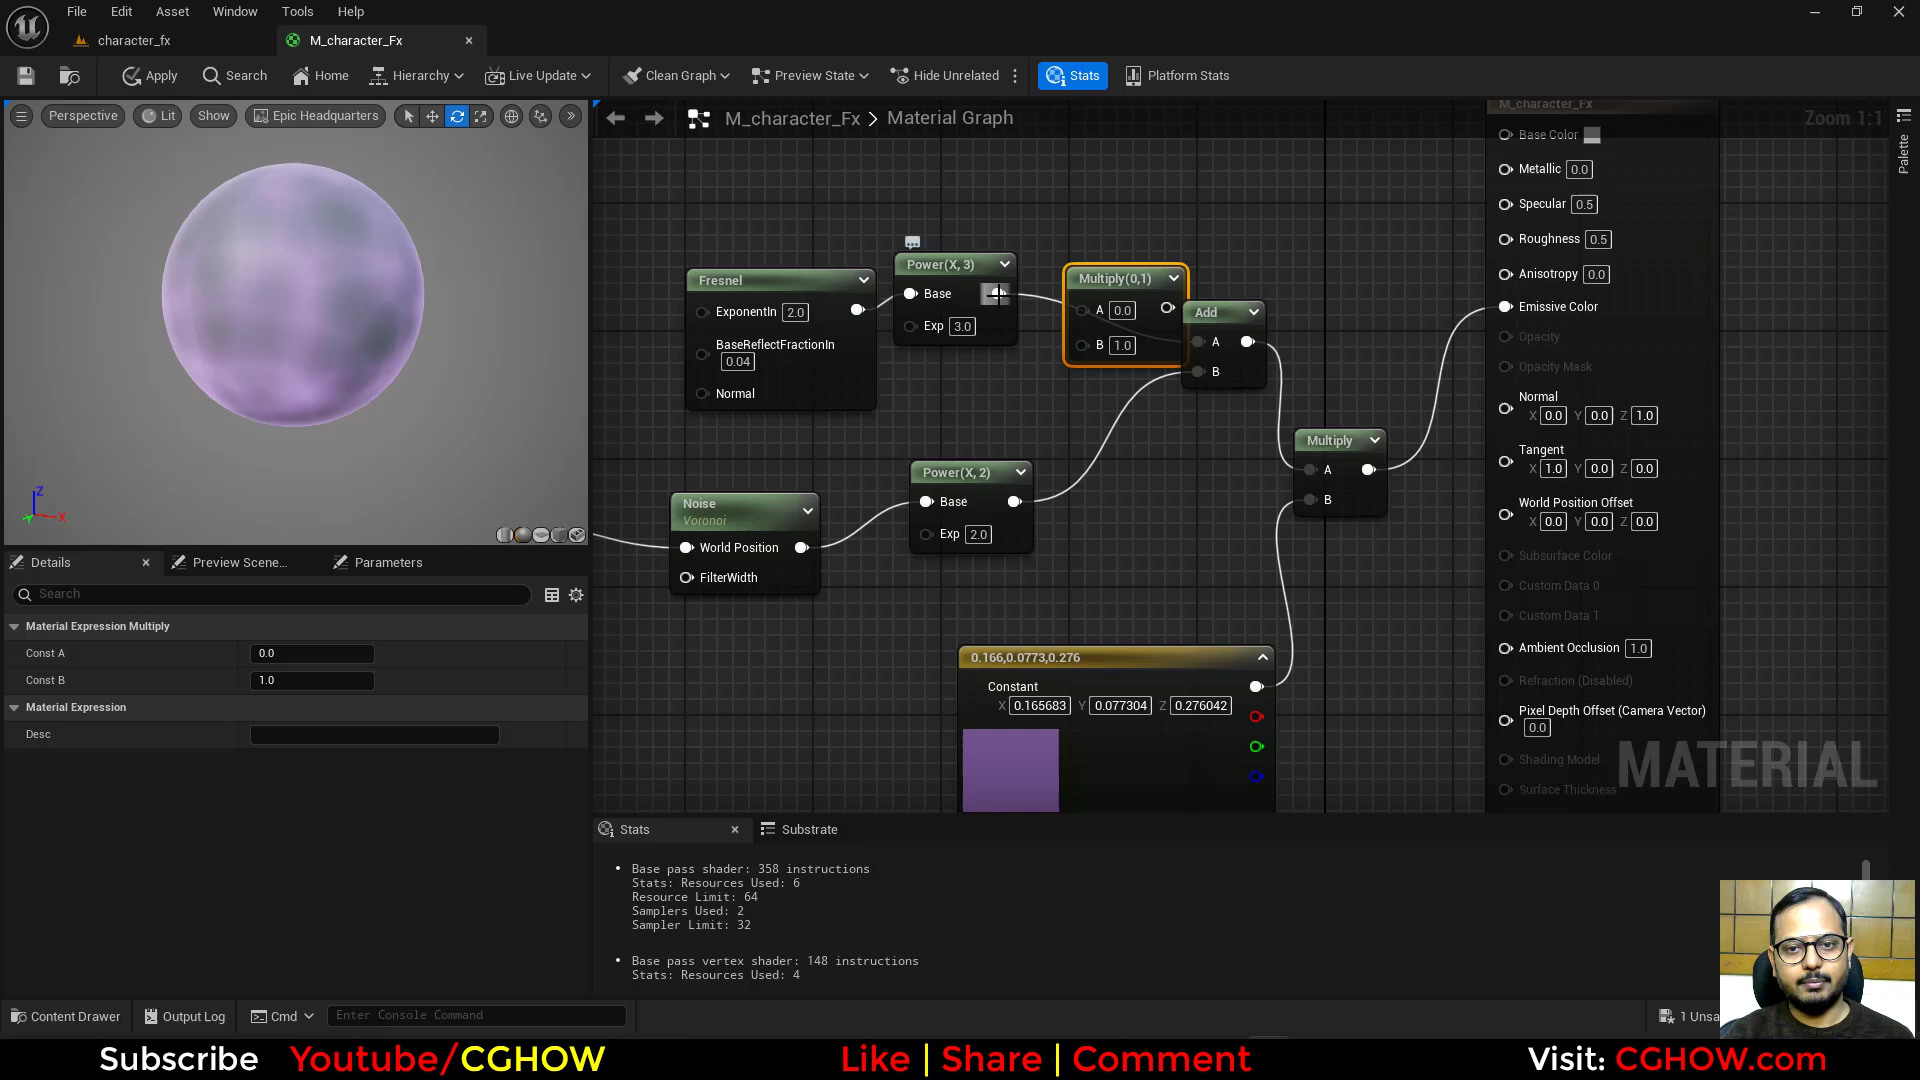 File Edit Asset Window Tools Help
character_fx
M_character_Fx
Apply Search Home Hierarchy Live Update Clean Graph Preview State Hide Unrelated Stats Platform Stats
Perspective Lit Show Epic Headquarters
M_character_Fx > Material Graph
Zoom 1:1
Palette
M_character_Fx
Base Color
Metallic 0.0
Specular 0.5
Roughness 0.5
Anisotropy 0.0
Emissive Color
Opacity
Opacity Mask
Normal
X 0.0 Y 0.0 Z 1.0
Tangent
X 1.0 Y 0.0 Z 0.0
World Position Offset
X 0.0 Y 0.0 Z 0.0
Subsurface Color
Custom Data 0
Custom Data 1
Ambient Occlusion 1.0
Refraction (Disabled)
Pixel Depth Offset (Camera Vector)
0.0
Shading Model
Surface Thickness
MATERIAL
Fresnel
ExponentIn 2.0
BaseReflectFractionIn
0.04
Normal
Power(X, 3)
Base
Exp 3.0
Multiply(0,1)
A 0.0
B 1.0
Add
A
B
Multiply
A
B
Power(X, 2)
Base
Exp 2.0
Noise
Voronoi
World Position
FilterWidth
0.166,0.0773,0.276
Constant
X 0.165683 Y 0.077304 Z 0.276042
Z
X
Details Preview Scene... Parameters
Search
Material Expression Multiply
Const A 0.0
Const B 1.0
Material Expression
Desc
Stats Substrate
• Base pass shader: 358 instructions
Stats: Resources Used: 6
Resource Limit: 64
Samplers Used: 2
Sampler Limit: 32
• Base pass vertex shader: 148 instructions
Stats: Resources Used: 4
Content Drawer Output Log Cmd Enter Console Command 1 Unsa
Subscribe Youtube/CGHOW Like | Share | Comment Visit: CGHOW.com